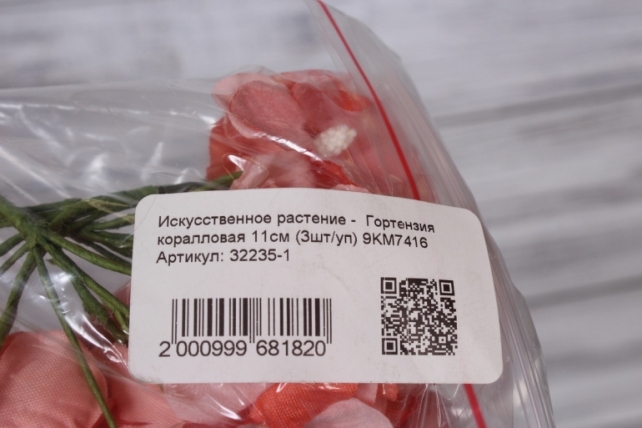 Искусственное растение - Гортензия
коралловая 11см (3шт/уп) 9KM7416
Артикул: 32235-1
2 000999 681820